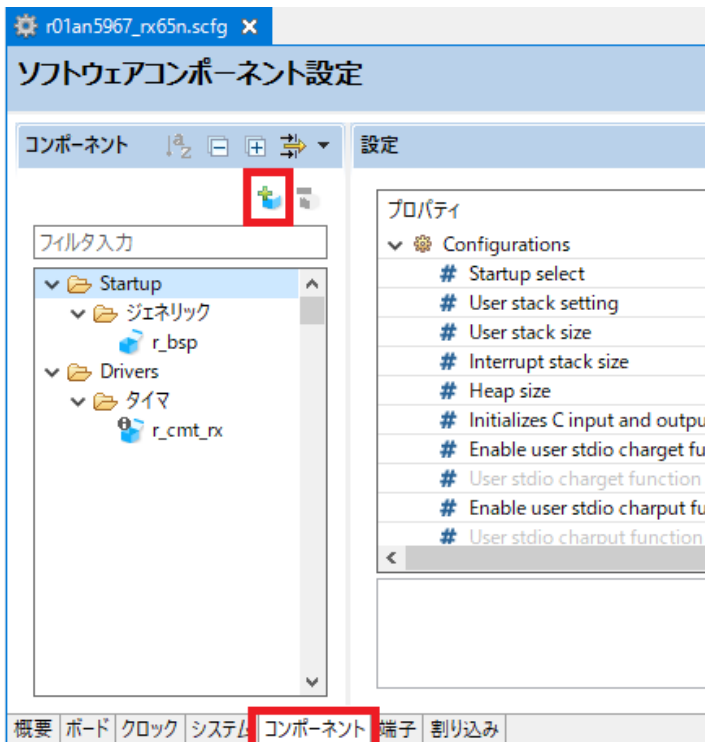 r01an5967_rx65n.scfg
ソフトウェアコンポーネント設定
コンポーネント
設定
フィルタ入力
Startup
ジェネリック
r_bsp
Drivers
タイマ
r_cmt_rx
プロパティ
Configurations
# Startup select
# User stack setting
# User stack size
# Interrupt stack size
# Heap size
# Initializes C input and outpu
# Enable user stdio charget fu
# User stdio charget function
# Enable user stdio charput fu
# User stdio charput function
概要 ボード クロック システム コンポーネント 端子 割り込み